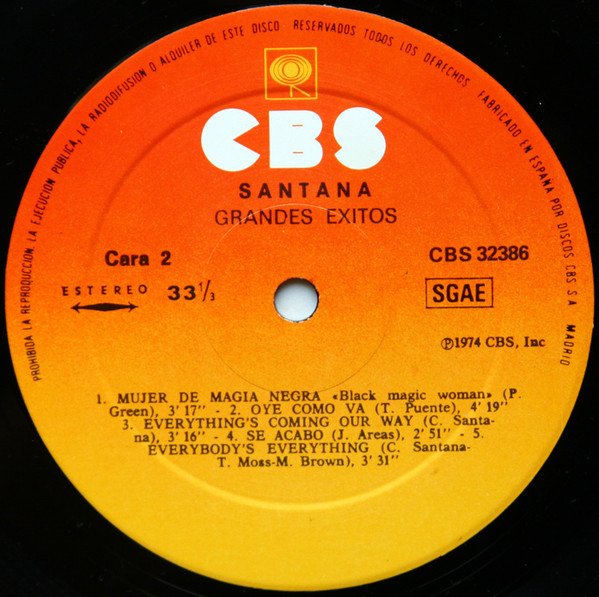 PROHIBIDA LA REPRODUCCION, LA EJECUCION PUBLICA, LA RADIODIFUSION O ALQUILER DE ESTE DISCO RESERVADOS TODOS LOS DERECHOS. FABRICADO EN ESPAÑA POR DISCOS CBS S.A. MADRID
CBS
SANTANA
GRANDES EXITOS
Cara 2
CBS 32386
ESTEREO 33 1/3
SGAE
℗1974 CBS, Inc
1. MUJER DE MAGIA NEGRA «Black magic woman» (P.
Green), 3' 17'' - 2. OYE COMO VA (T. Puente), 4' 19''
3. EVERYTHING'S COMING OUR WAY (C. Santa-
na), 3' 16'' - 4. SE ACABO (J. Areas), 2' 51'' - 5.
EVERYBODY'S EVERYTHING (C. Santana-
T. Moss-M. Brown), 3' 31''